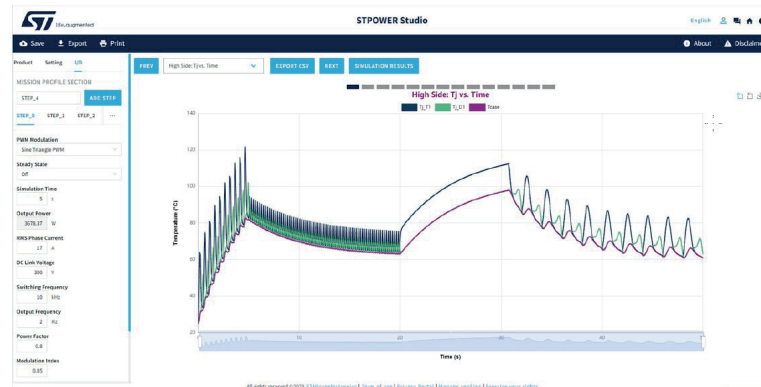 ST life.augmented
STPOWER Studio
English
Save
Export
Print
About
Disclaime
Product
Setting
I/O
PREV
High Side: Tj vs. Time
EXPORT CSV
NEXT
SIMULATION RESULTS
MISSION PROFILE SECTION
STEP_4
ADD STEP
STEP_0
STEP_1
STEP_2
...
PWM Modulation
Sine Triangle PWM
Steady State
Off
Simulation Time
5 s
Output Power
3578.37 W
RMS Phase Current
17 A
DC Link Voltage
300 V
Switching Frequency
10 kHz
Output Frequency
2 Hz
Power Factor
0.8
Modulation Index
0.85
High Side: Tj vs. Time
Tj_T1
Tj_D1
Tcase
Temperature (°C)
140
120
100
80
60
40
20
10
20
30
40
Time (s)